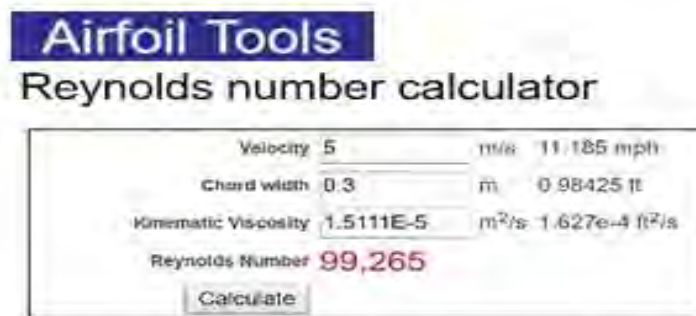 Airfoil Tools
Reynolds number calculator
Velocity 5 m/s 11.185 mph
Chord width 0.3 m 0.98425 ft
Kinematic Viscosity 1.5111E-5 m²/s 1.627e-4 ft²/s
Reynolds Number 99,265
Calculate